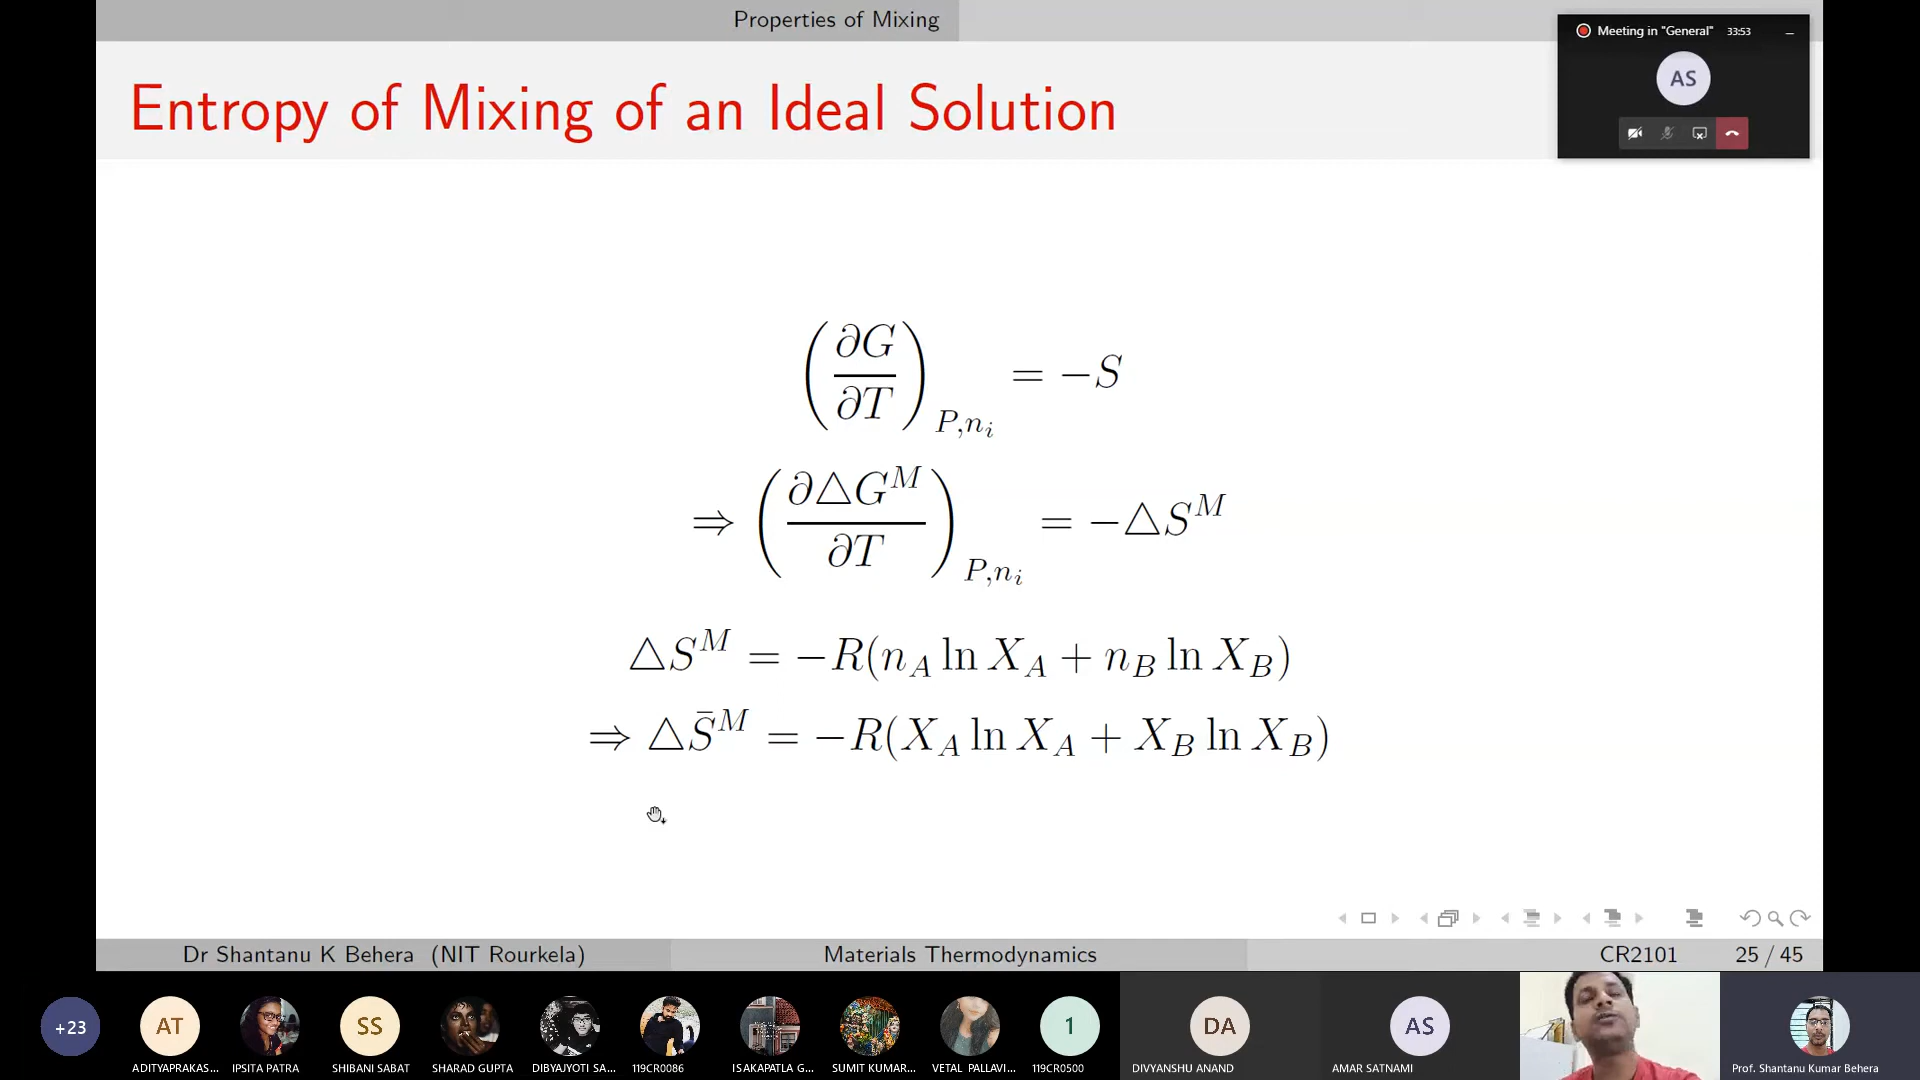 Properties of Mixing
Meeting in "General" 33:53
AS
Entropy of Mixing of an Ideal Solution
(∂G/∂T)_{P,n_i} = −S
⇒ (∂△G^M/∂T)_{P,n_i} = −△S^M
△S^M = −R(n_A ln X_A + n_B ln X_B)
⇒ △S̄^M = −R(X_A ln X_A + X_B ln X_B)
Dr Shantanu K Behera (NIT Rourkela) Materials Thermodynamics CR2101 25 / 45
+23 AT SS 1 DA AS
ADITYAPRAKAS... IPSITA PATRA SHIBANI SABAT SHARAD GUPTA DIBYAJYOTI SA... 119CR0086 ISAKAPATLA G... SUMIT KUMAR... VETAL PALLAVI... 119CR0500 DIVYANSHU ANAND AMAR SATNAMI Prof. Shantanu Kumar Behera